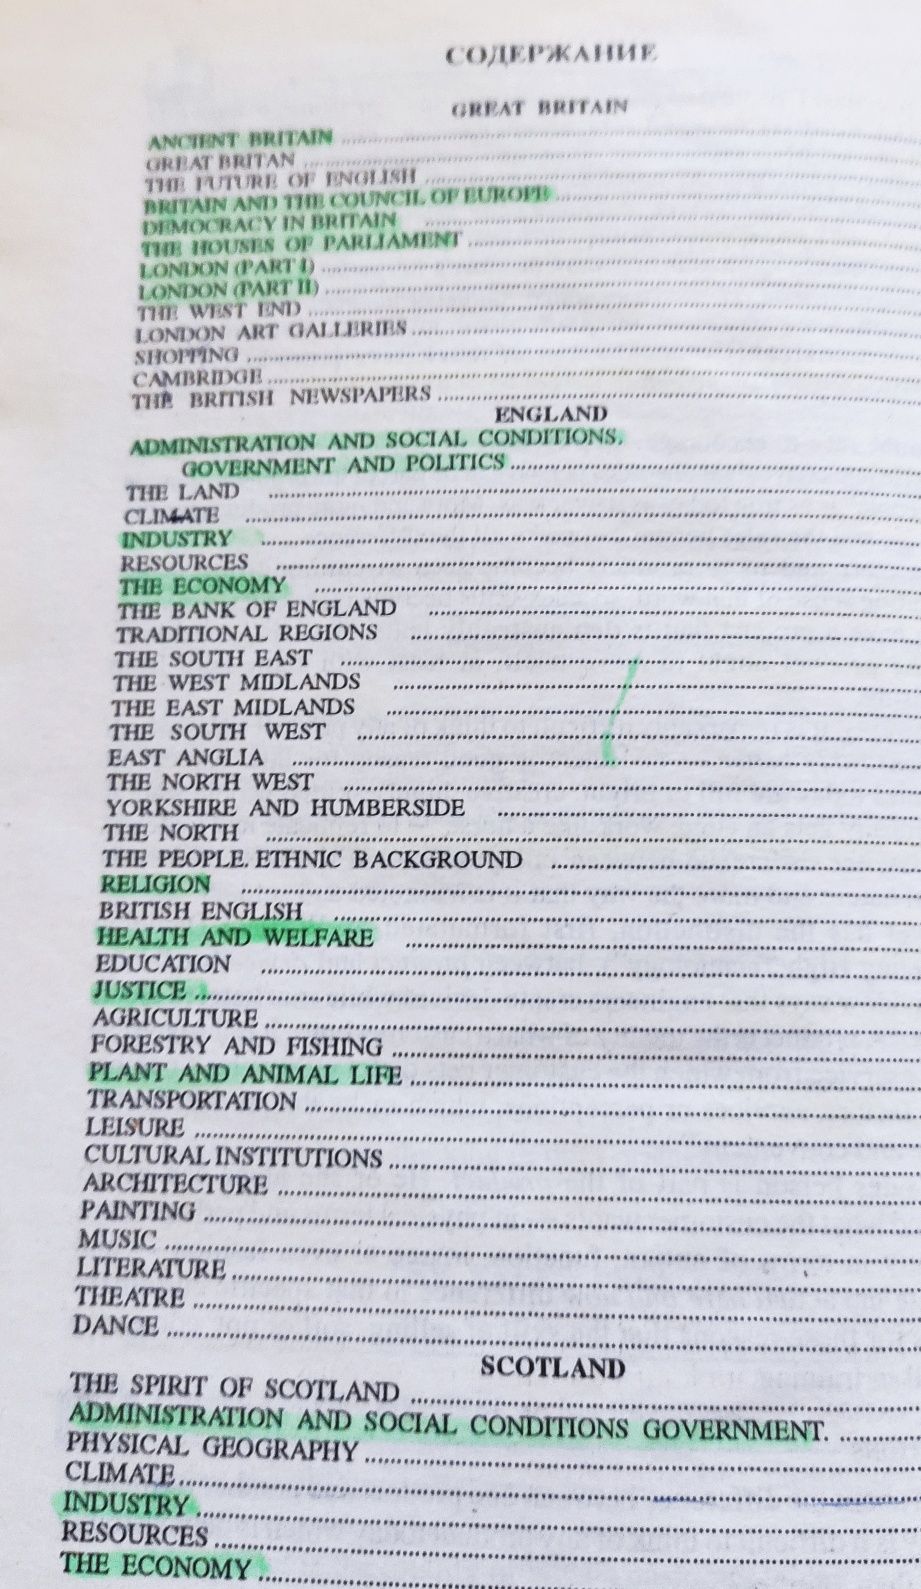 СОДЕРЖАНИЕ
GREAT BRITAIN
ANCIENT BRITAIN
GREAT BRITAN
THE FUTURE OF ENGLISH
BRITAIN AND THE COUNCIL OF EUROPE
DEMOCRACY IN BRITAIN
THE HOUSES OF PARLIAMENT
LONDON (PART I)
LONDON (PART II)
THE WEST END
LONDON ART GALLERIES
SHOPPING
CAMBRIDGE
THE BRITISH NEWSPAPERS
ENGLAND
ADMINISTRATION AND SOCIAL CONDITIONS.
GOVERNMENT AND POLITICS
THE LAND
CLIMATE
INDUSTRY
RESOURCES
THE ECONOMY
THE BANK OF ENGLAND
TRADITIONAL REGIONS
THE SOUTH EAST
THE WEST MIDLANDS
THE EAST MIDLANDS
THE SOUTH WEST
EAST ANGLIA
THE NORTH WEST
YORKSHIRE AND HUMBERSIDE
THE NORTH
THE PEOPLE. ETHNIC BACKGROUND
RELIGION
BRITISH ENGLISH
HEALTH AND WELFARE
EDUCATION
JUSTICE
AGRICULTURE
FORESTRY AND FISHING
PLANT AND ANIMAL LIFE
TRANSPORTATION
LEISURE
CULTURAL INSTITUTIONS
ARCHITECTURE
PAINTING
MUSIC
LITERATURE
THEATRE
DANCE
SCOTLAND
THE SPIRIT OF SCOTLAND
ADMINISTRATION AND SOCIAL CONDITIONS GOVERNMENT.
PHYSICAL GEOGRAPHY
CLIMATE
INDUSTRY
RESOURCES
THE ECONOMY